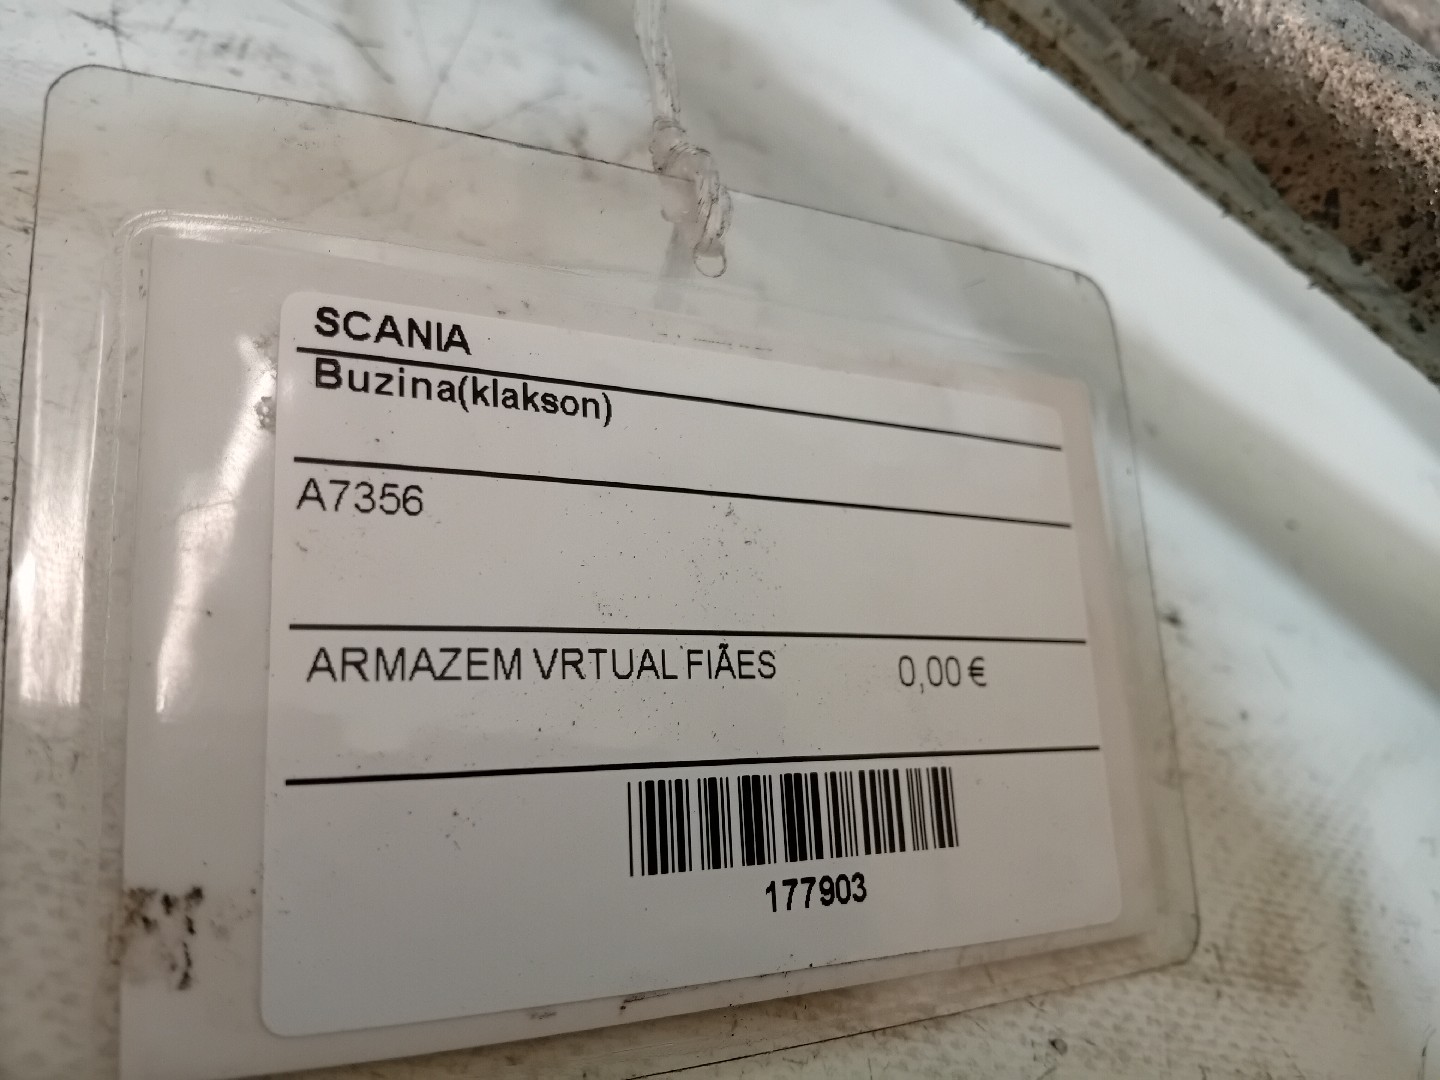 SCANIA
Buzina(klakson)
A7356
ARMAZEM VRTUAL FIÃES 0,00 €
177903